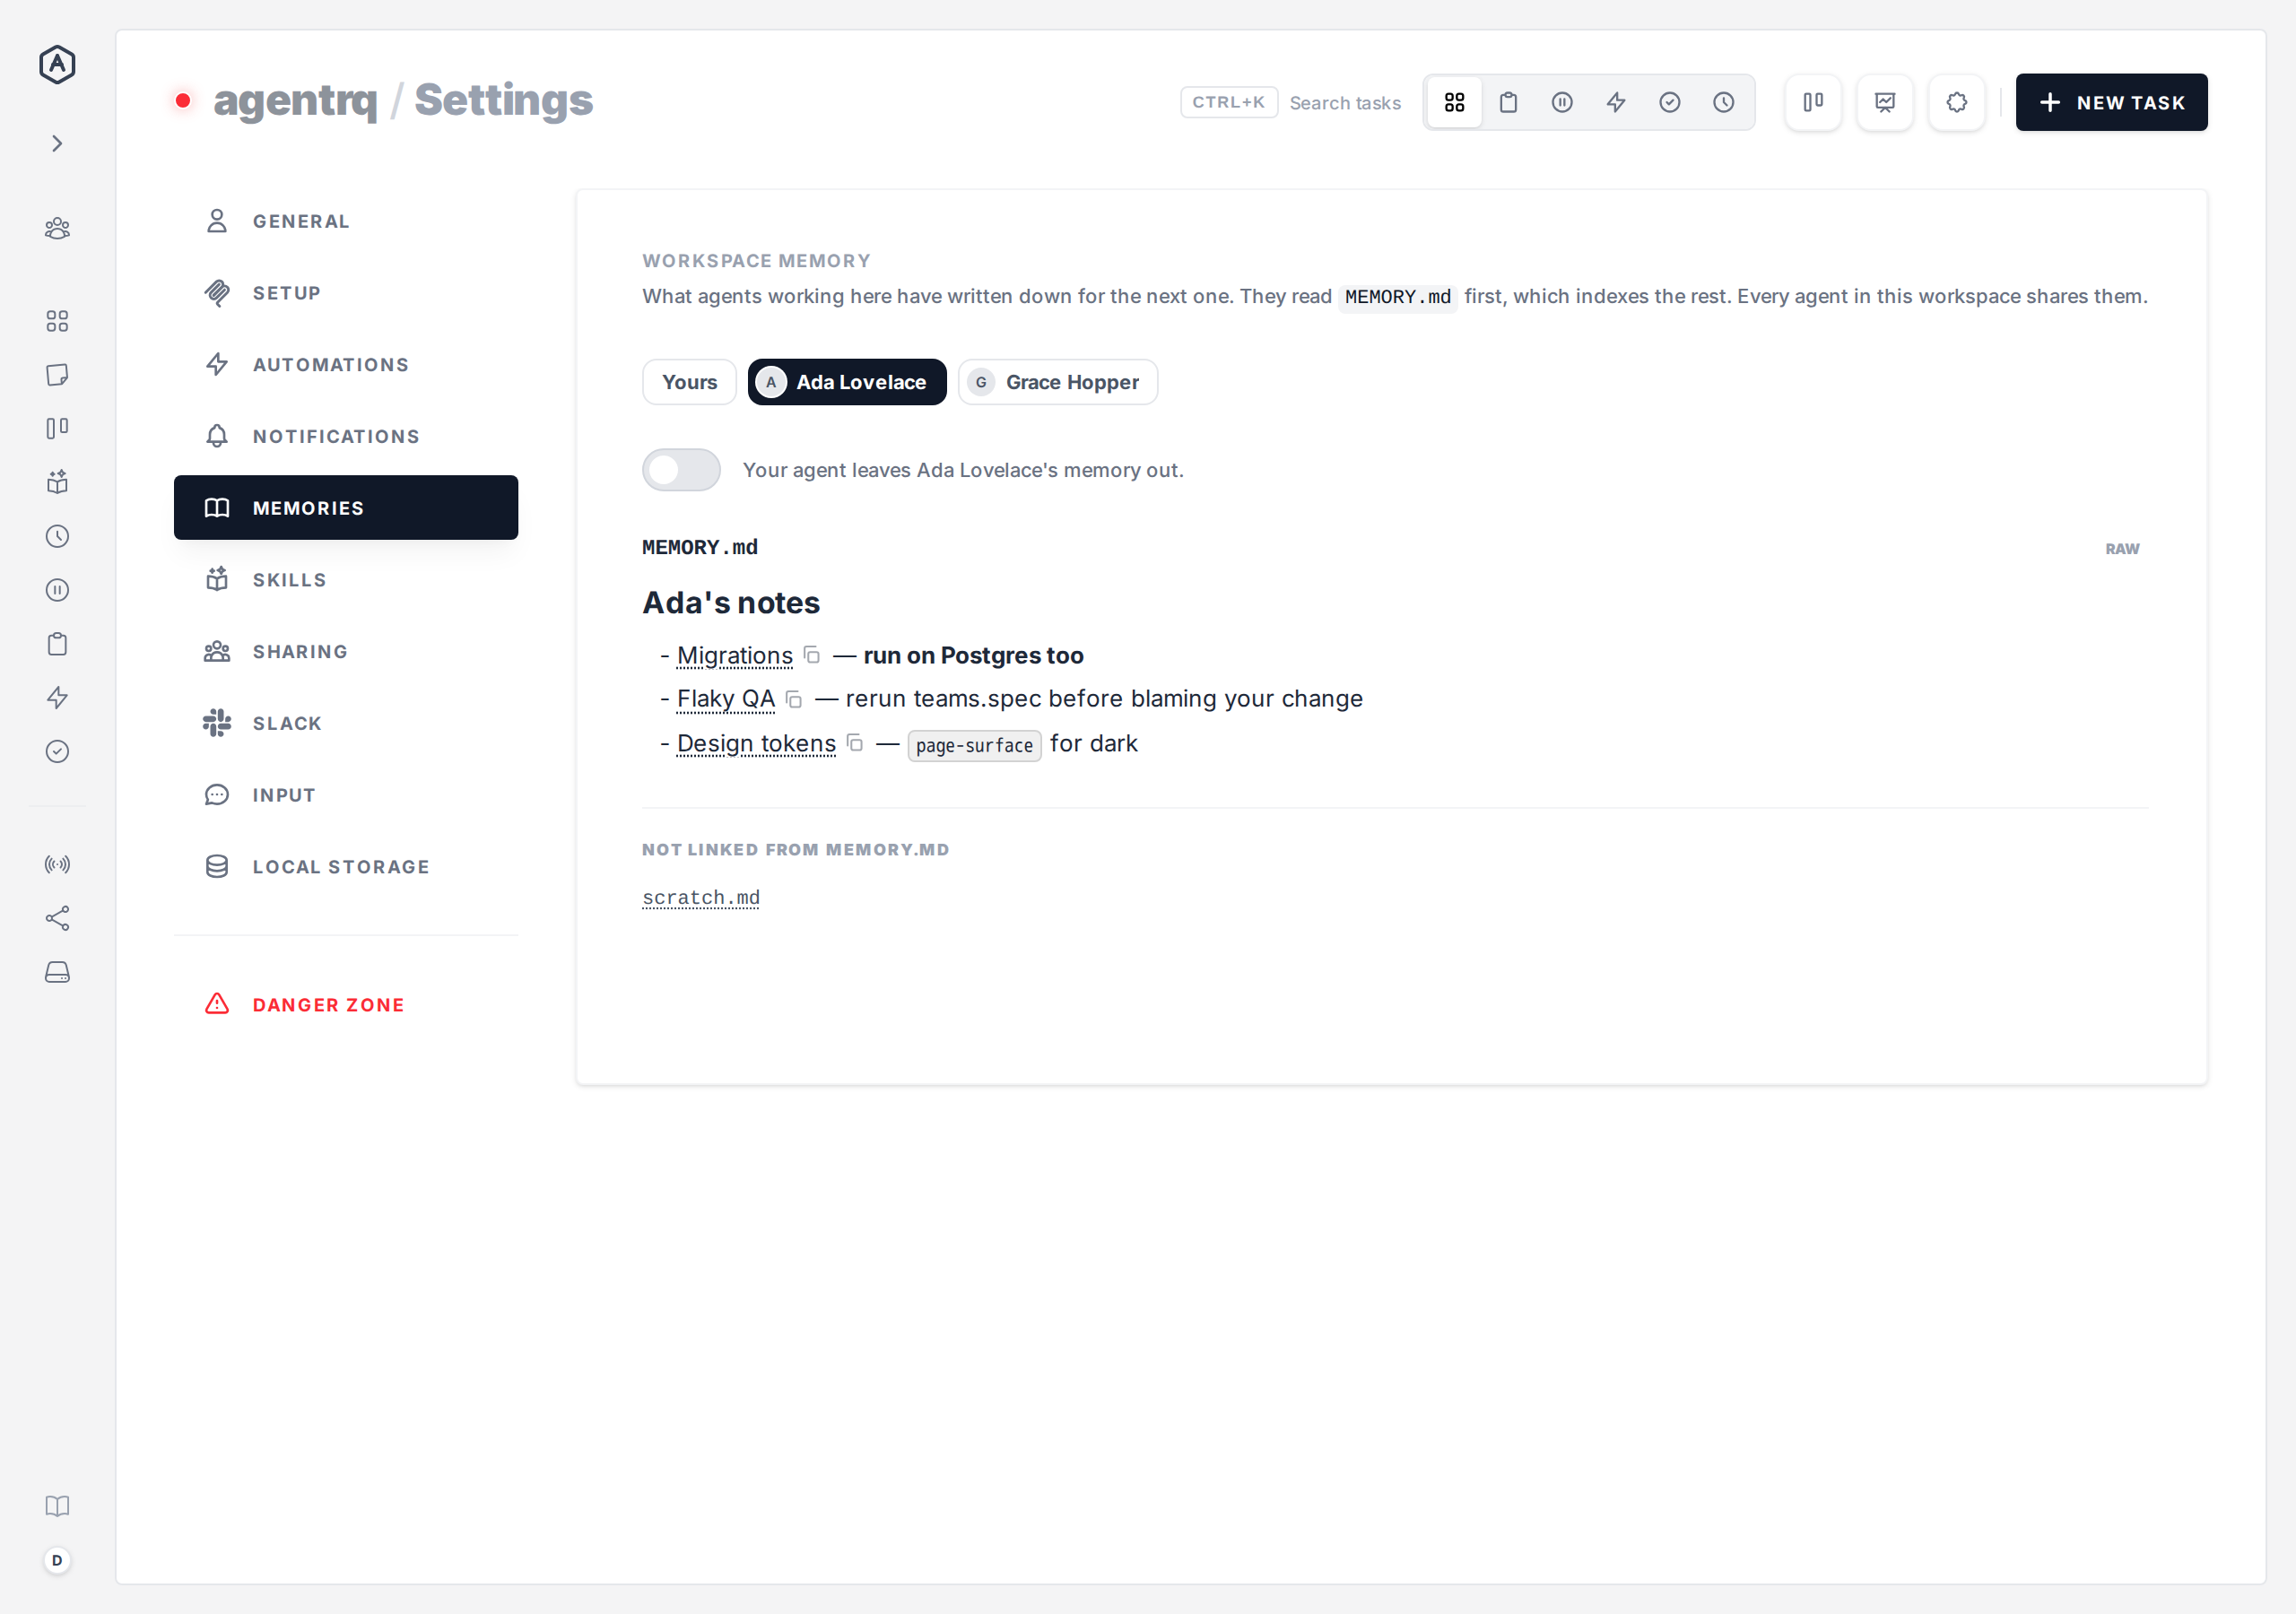 A
agentrq / Settings
CTRL+K Search tasks
NEW TASK
GENERAL
SETUP
AUTOMATIONS
NOTIFICATIONS
MEMORIES
SKILLS
SHARING
SLACK
INPUT
LOCAL STORAGE
DANGER ZONE
WORKSPACE MEMORY
What agents working here have written down for the next one. They read MEMORY.md first, which indexes the rest. Every agent in this workspace shares them.
Yours A Ada Lovelace G Grace Hopper
Your agent leaves Ada Lovelace's memory out.
MEMORY.md RAW
Ada's notes
- Migrations — run on Postgres too
- Flaky QA — rerun teams.spec before blaming your change
- Design tokens — page-surface for dark
NOT LINKED FROM MEMORY.MD
scratch.md
D